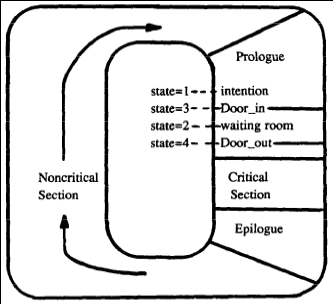 Prologue
state=1 intention
state=3 Door_in
state=2 waiting room
state=4 Door_out
Noncritical
Section
Critical
Section
Epilogue